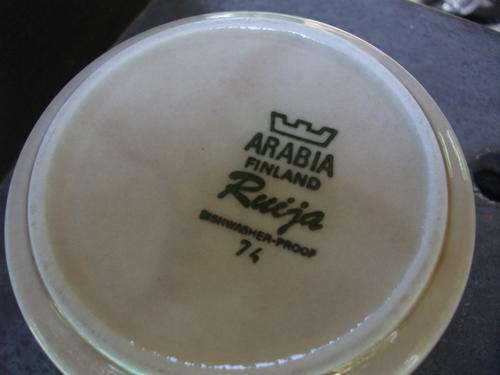 ARABIA
FINLAND
Ruija
DISHWASHER-PROOF
74